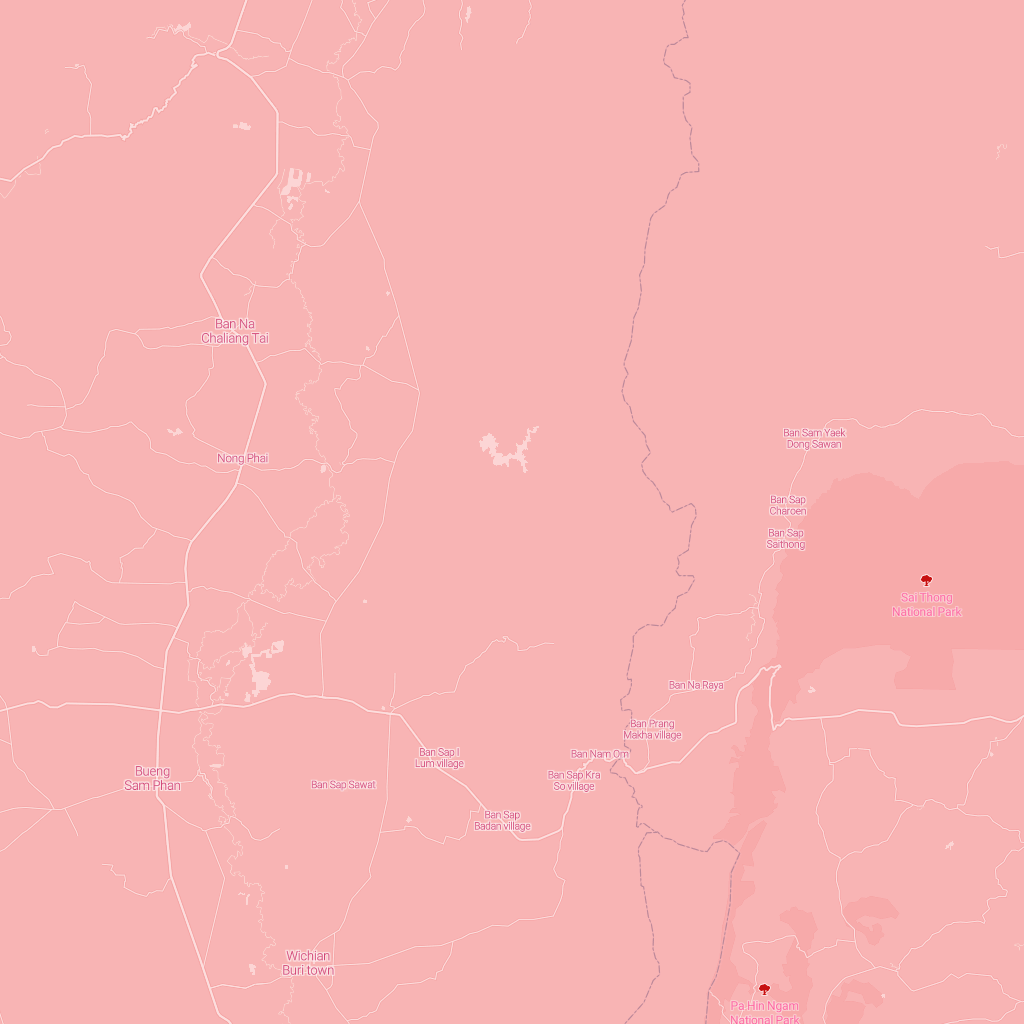 Ban Na
Chaliang Tai
Ban Sam Yaek
Dong Sawan
Nong Phai
Ban Sap
Charoen
Ban Sap
Saithong
Sai Thong
National Park
Ban Na Raya
Ban Prang
Makha village
Ban Sap I
Lum village
Ban Nam Om
Bueng
Sam Phan
Ban Sap Sawat
Ban Sap Kra
So village
Ban Sap
Badan village
Wichian
Buri town
Pa Hin Ngam
National Park